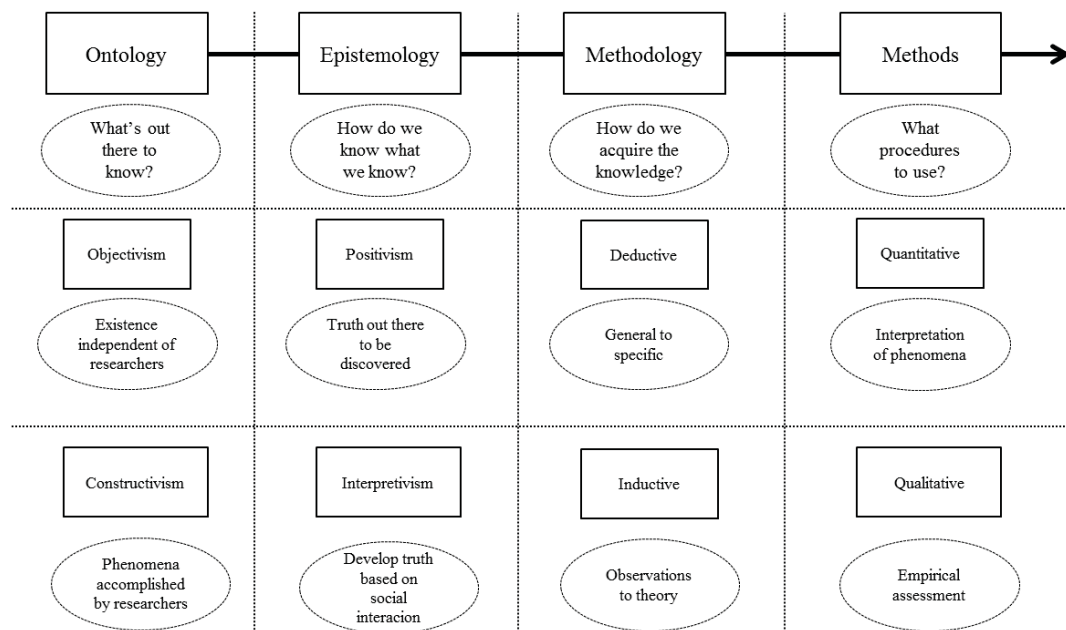 Ontology
Epistemology
Methodology
Methods
What's out
there to
know?
How do we
know what
we know?
How do we
acquire the
knowledge?
What
procedures
to use?
Objectivism
Positivism
Deductive
Quantitative
Existence
independent of
researchers
Truth out there
to be
discovered
General to
specific
Interpretation
of phenomena
Constructivism
Interpretivism
Inductive
Qualitative
Phenomena
accomplished
by researchers
Develop truth
based on
social
interacion
Observations
to theory
Empirical
assessment